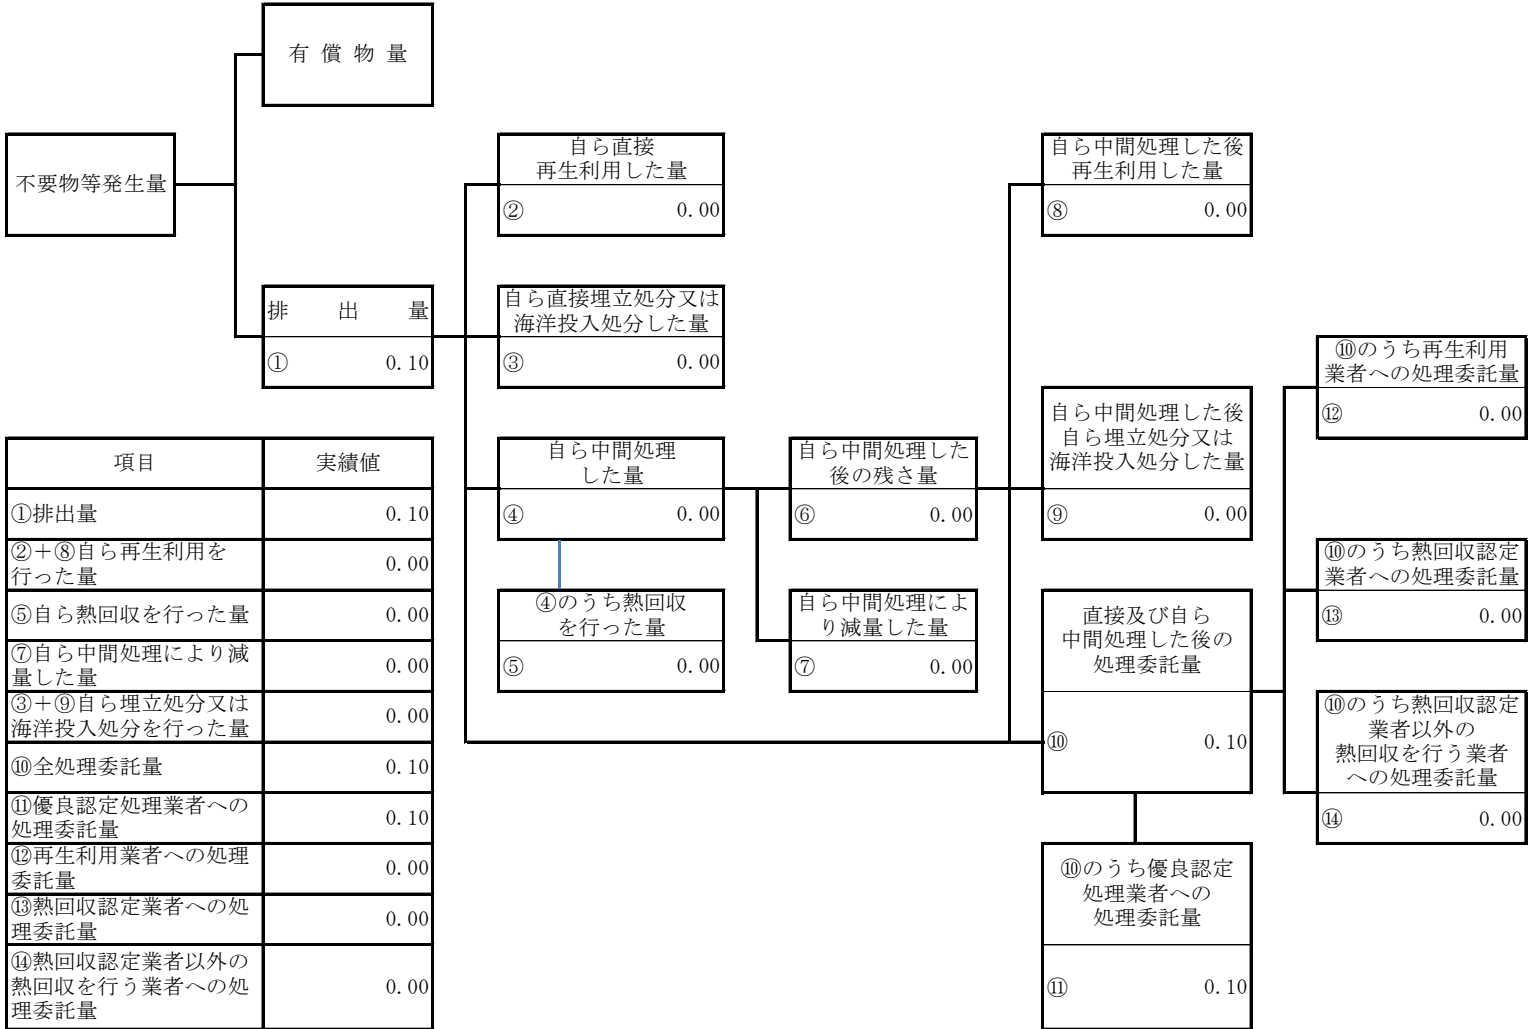 有償物量
不要物等発生量
自ら直接
再生利用した量
② 0.00
自ら中間処理した後
再生利用した量
⑧ 0.00
排出量
① 0.10
自ら直接埋立処分又は
海洋投入処分した量
③ 0.00
⑩のうち再生利用
業者への処理委託量
⑫ 0.00
自ら中間処理
した量
④ 0.00
自ら中間処理した
後の残さ量
⑥ 0.00
自ら中間処理した後
自ら埋立処分又は
海洋投入処分した量
⑨ 0.00
⑩のうち熱回収認定
業者への処理委託量
⑬ 0.00
④のうち熱回収
を行った量
⑤ 0.00
自ら中間処理によ
り減量した量
⑦ 0.00
直接及び自ら
中間処理した後の
処理委託量
⑩ 0.10
⑩のうち熱回収認定
業者以外の
熱回収を行う業者
への処理委託量
⑭ 0.00
⑩のうち優良認定
処理業者への
処理委託量
⑪ 0.10
項目 実績値
①排出量 0.10
②+⑧自ら再生利用を
行った量 0.00
⑤自ら熱回収を行った量 0.00
⑦自ら中間処理により減
量した量 0.00
③+⑨自ら埋立処分又は
海洋投入処分を行った量 0.00
⑩全処理委託量 0.10
⑪優良認定処理業者への
処理委託量 0.10
⑫再生利用業者への処理
委託量 0.00
⑬熱回収認定業者への処
理委託量 0.00
⑭熱回収認定業者以外の
熱回収を行う業者への処
理委託量 0.00